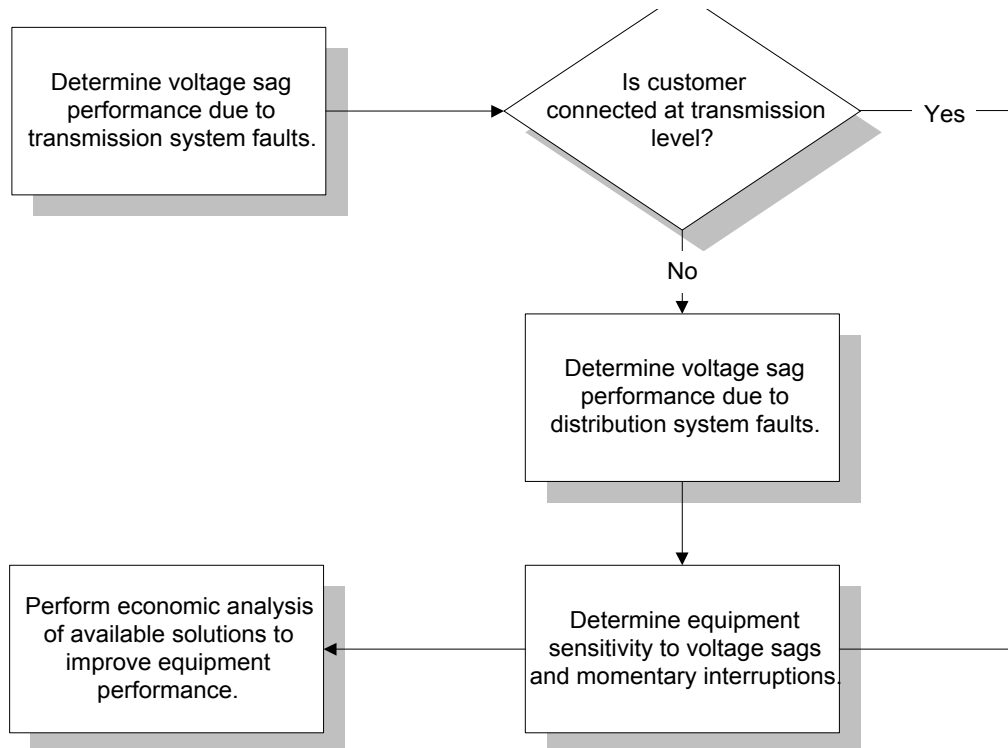 Determine voltage sag
performance due to
transmission system faults.
Is customer
connected at transmission
level?
Yes
No
Determine voltage sag
performance due to
distribution system faults.
Determine equipment
sensitivity to voltage sags
and momentary interruptions.
Perform economic analysis
of available solutions to
improve equipment
performance.